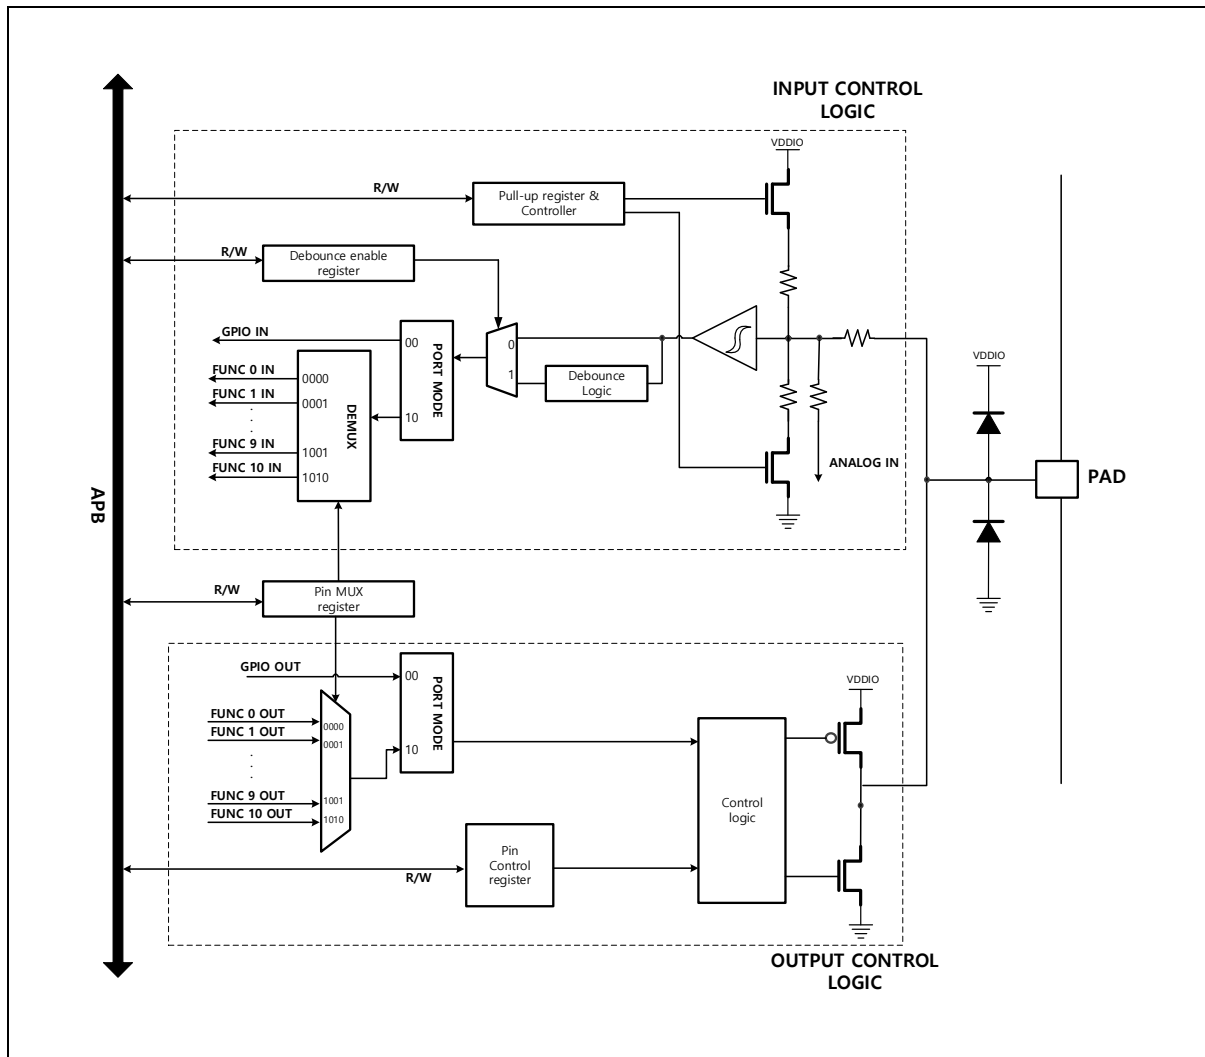 INPUT CONTROL
LOGIC
VDDIO
R/W
Pull-up register &
Controller
R/W
Debounce enable
register
GPIO IN
00
PORT MODE
10
0
1
Debounce
Logic
FUNC 0 IN
FUNC 1 IN
.
.
.
FUNC 9 IN
FUNC 10 IN
0000
0001
1001
1010
DEMUX
ANALOG IN
VDDIO
PAD
APB
R/W
Pin MUX
register
GPIO OUT
00
PORT MODE
10
FUNC 0 OUT
FUNC 1 OUT
.
.
.
FUNC 9 OUT
FUNC 10 OUT
0000
0001
1001
1010
VDDIO
Control
logic
Pin
Control
register
R/W
OUTPUT CONTROL
LOGIC